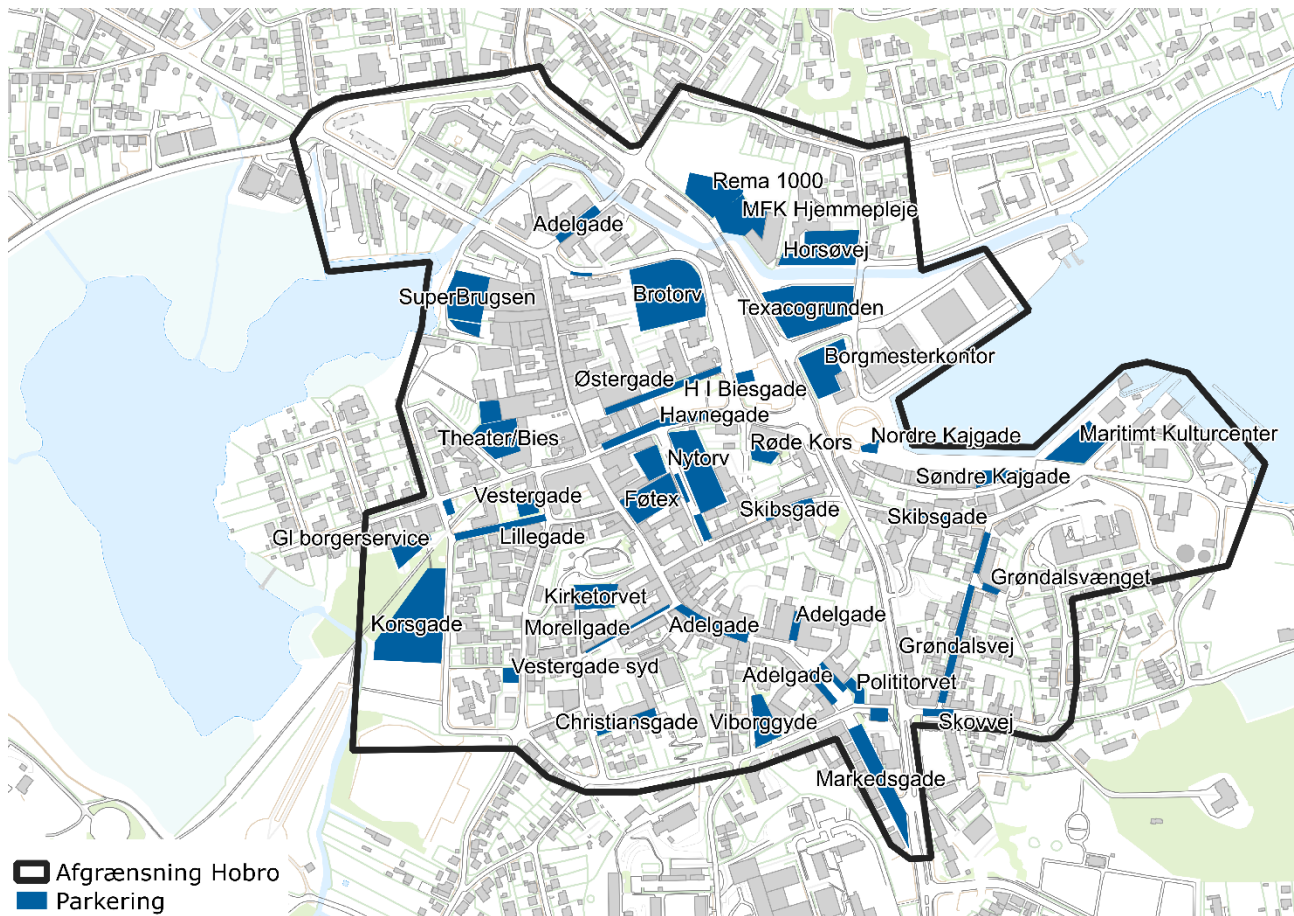 Rema 1000
MFK Hjemmepleje
Adelgade
Horsøvej
SuperBrugsen
Brotorv
Texacogrunden
Borgmesterkontor
Østergade
H I Biesgade
Havnegade
Theater/Bies
Røde Kors
Nordre Kajgade
Maritimt Kulturcenter
Nytorv
Søndre Kajgade
Vestergade
Føtex
Skibsgade
Skibsgade
Lillegade
Gl borgerservice
Grøndalsvænget
Kirketorvet
Korsgade
Morellgade
Adelgade
Adelgade
Grøndalsvej
Vestergade syd
Adelgade
Polititorvet
Christiansgade
Viborggyde
Skovvej
Markedsgade
Afgrænsning Hobro
Parkering